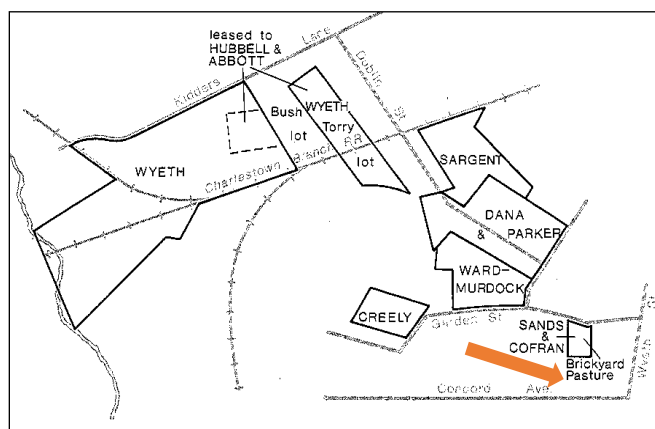 leased to
HUBBELL &
ABBOTT
Kidders Lane
Dublin St
Bush
lot
WYETH
Torry
lot
WYETH
Charlestown Branch RR
SARGENT
DANA
& PARKER
WARD-
MURDOCK
CREELY
Garden St
SANDS
&
COFRAN
Brickyard
Pasture
Wyeth St
Concord Ave.